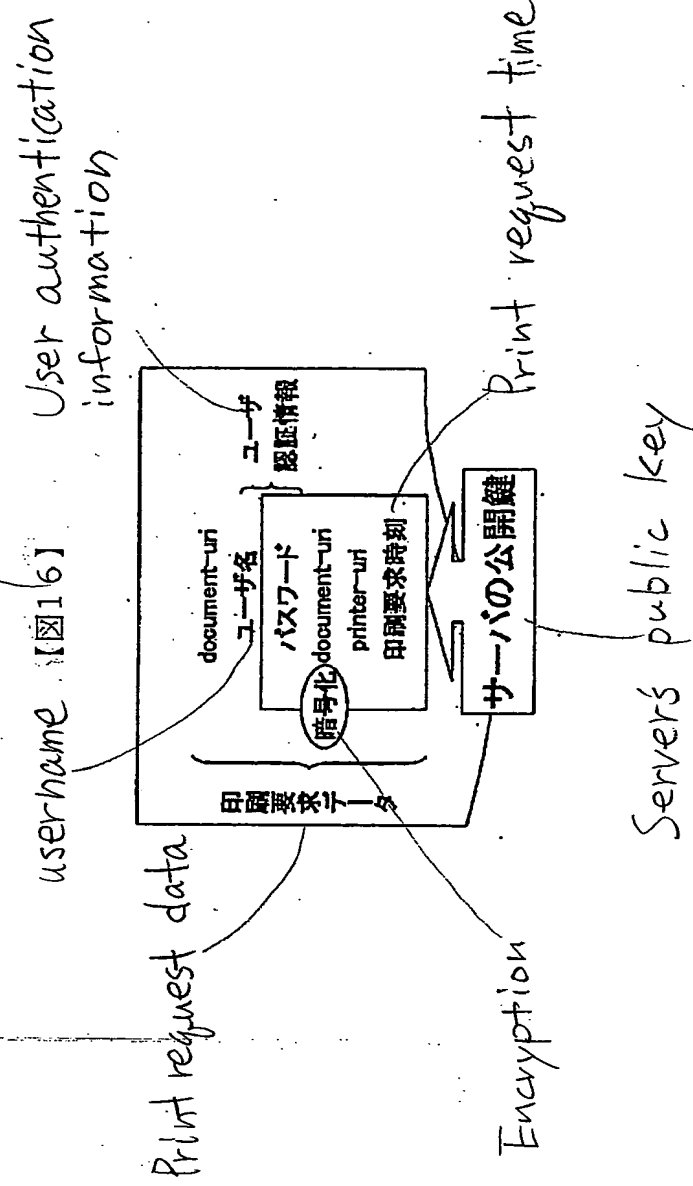 User authentication
information
username
【図16】
Print request data
document-uri
ユーザ名
ユーザ
認証情報
パスワード
document-uri
printer-uri
印刷要求時刻
暗号化
印刷要求データ
サーバの公開鍵
Print request time
Encryption
Server's public key